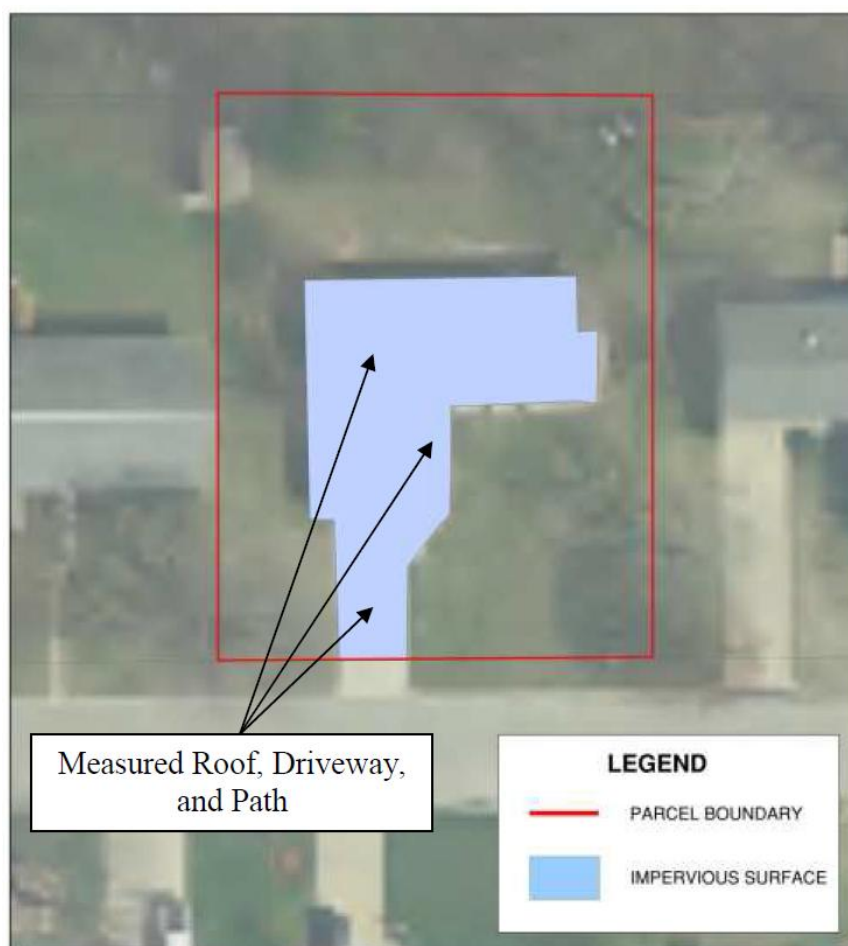 Measured Roof, Driveway,
and Path
LEGEND
PARCEL BOUNDARY
IMPERVIOUS SURFACE